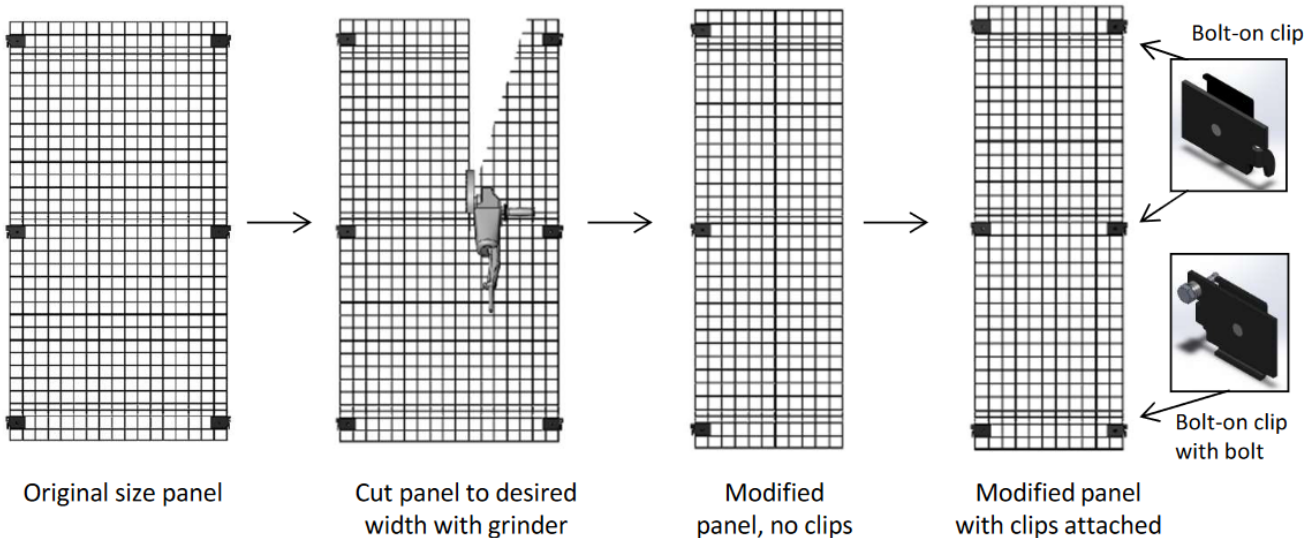 Bolt-on clip
Bolt-on clip
with bolt
Original size panel
Cut panel to desired
width with grinder
Modified
panel, no clips
Modified panel
with clips attached